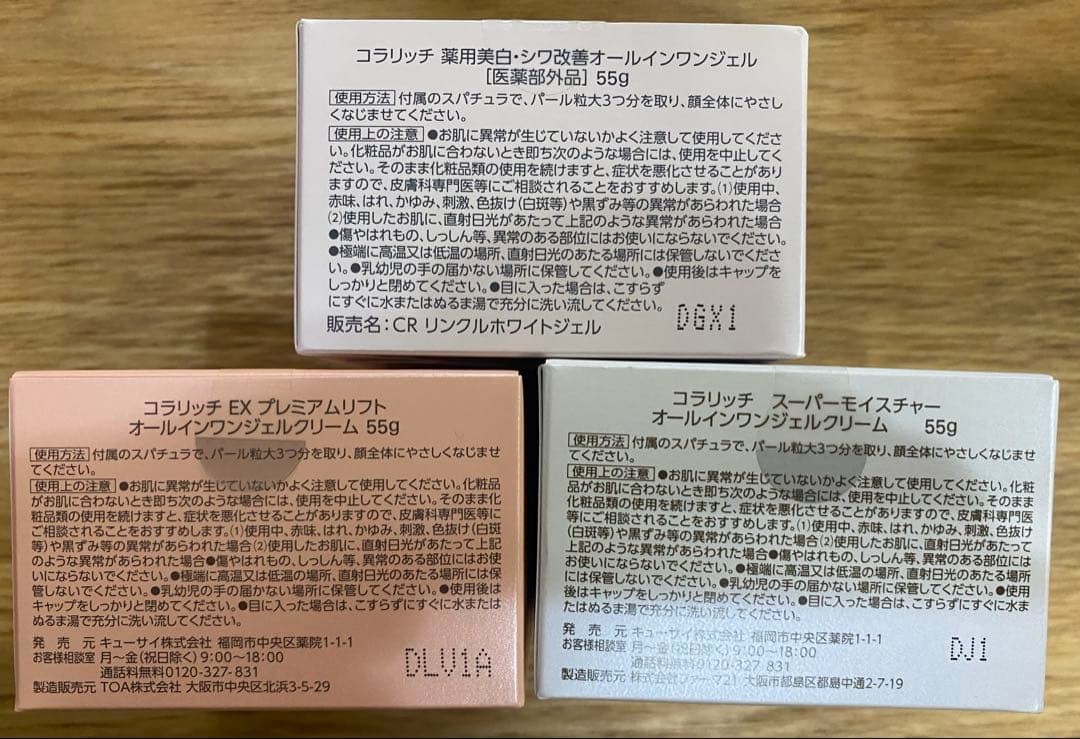 コラリッチ 薬用美白・シワ改善オールインワンジェル
［医薬部外品］ 55g
使用方法 付属のスパチュラで、パール粒大3つ分を取り、顔全体にやさし
くなじませてください。
使用上の注意 ●お肌に異常が生じていないかよく注意して使用してくださ
い。化粧品がお肌に合わないとき即ち次のような場合には、使用を中止してく
ださい。そのまま化粧品類の使用を続けますと、症状を悪化させることがあり
ますので、皮膚科専門医等にご相談されることをおすすめします。(1)使用中、
赤味、はれ、かゆみ、刺激、色抜け(白斑等)や黒ずみ等の異常があらわれた場合
(2)使用したお肌に、直射日光があたって上記のような異常があらわれた場合
●傷やはれもの、しっしん等、異常のある部位にはお使いにならないでください。
●極端に高温又は低温の場所、直射日光のあたる場所には保管しないでくださ
い。●乳幼児の手の届かない場所に保管してください。●使用後はキャップを
しっかりと閉めてください。●目に入った場合は、こすらず
にすぐに水またはぬるま湯で充分に洗い流してください。
販売名：CR リンクルホワイトジェル
DGX1
コラリッチ EX プレミアムリフト
オールインワンジェルクリーム 55g
使用方法 付属のスパチュラで、パール粒大3つ分を取り、顔全体にやさしくなじませ
てください。
使用上の注意 ●お肌に異常が生じていないかよく注意して使用してください。化粧品
がお肌に合わないとき即ち次のような場合には、使用を中止してください。そのまま化
粧品類の使用を続けますと、症状を悪化させることがありますので、皮膚科専門医等に
ご相談されることをおすすめします。(1)使用中、赤味、はれ、かゆみ、刺激、色抜け(白斑
等)や黒ずみ等の異常があらわれた場合(2)使用したお肌に、直射日光があたって上記
のような異常があらわれた場合●傷やはれもの、しっしん等、異常のある部位にはお使
いにならないでください。●極端に高温又は低温の場所、直射日光のあたる場所には保
管しないでください。●乳幼児の手の届かない場所に保管してください。●使用後は
キャップをしっかりと閉めてください。●目に入った場合は、こすらずにすぐに水また
はぬるま湯で充分に洗い流してください。
発売元 キューサイ株式会社 福岡市中央区薬院1-1-1
お客様相談室 月〜金(祝日除く) 9:00〜18:00
通話料無料0120-327-831
製造販売元 TOA株式会社 大阪市中央区北浜3-5-29
DLV1A
コラリッチ スーパーモイスチャー
オールインワンジェルクリーム 55g
使用方法 付属のスパチュラで、パール粒大3つ分を取り、顔全体にやさしくなじませ
てください。
使用上の注意 ●お肌に異常が生じていないかよく注意して使用してください。化粧
品がお肌に合わないとき即ち次のような場合には、使用を中止してください。そのまま
化粧品類の使用を続けますと、症状を悪化させることがありますので、皮膚科専門医
等にご相談されることをおすすめします。(1)使用中、赤味、はれ、かゆみ、刺激、色抜け
(白斑等)や黒ずみ等の異常があらわれた場合(2)使用したお肌に、直射日光があたって
上記のような異常があらわれた場合●傷やはれもの、しっしん等、異常のある部位には
お使いにならないでください。●極端に高温又は低温の場所、直射日光のあたる場所
には保管しないでください。●乳幼児の手の届かない場所に保管してください。●使用
後はキャップをしっかりと閉めてください。●目に入った場合は、こすらずにすぐに水ま
たはぬるま湯で充分に洗い流してください。
発売元 キューサイ株式会社 福岡市中央区薬院1-1-1
お客様相談室 月〜金(祝日除く) 9:00〜18:00
通話料無料0120-327-831
製造販売元 株式会社ファーマ21 大阪市都島区都島中通2-7-19
DJ1